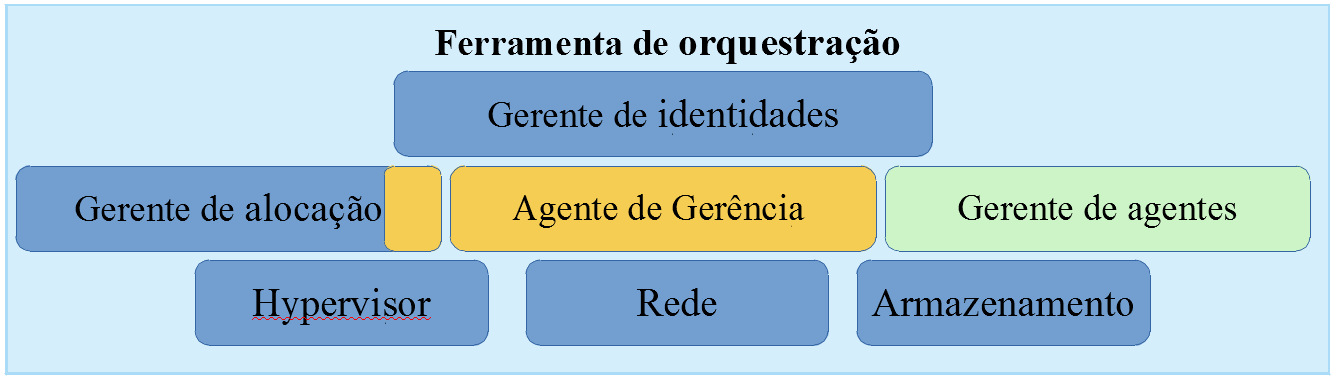 Ferramenta de orquestração
Gerente de identidades
Gerente de alocação
Agente de Gerência
Gerente de agentes
Hypervisor
Rede
Armazenamento